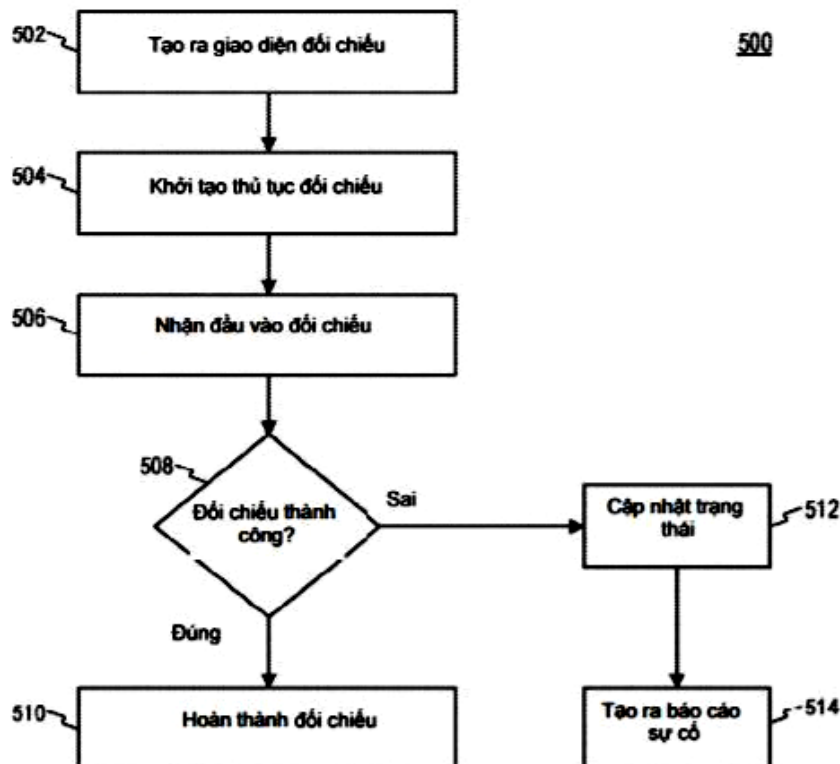 502
Tạo ra giao diện đối chiếu
500
504
Khởi tạo thủ tục đối chiếu
506
Nhận đầu vào đối chiếu
508
Đối chiếu thành
công?
Sai
Cập nhật trạng
thái
512
Đúng
510
Hoàn thành đối chiếu
Tạo ra báo cáo
sự cố
514